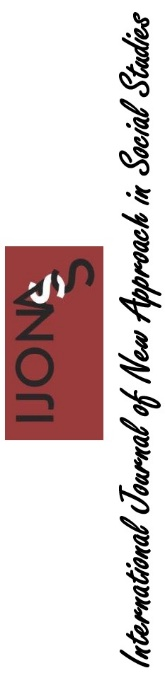 IJONASS
International Journal of New Approach in Social Studies